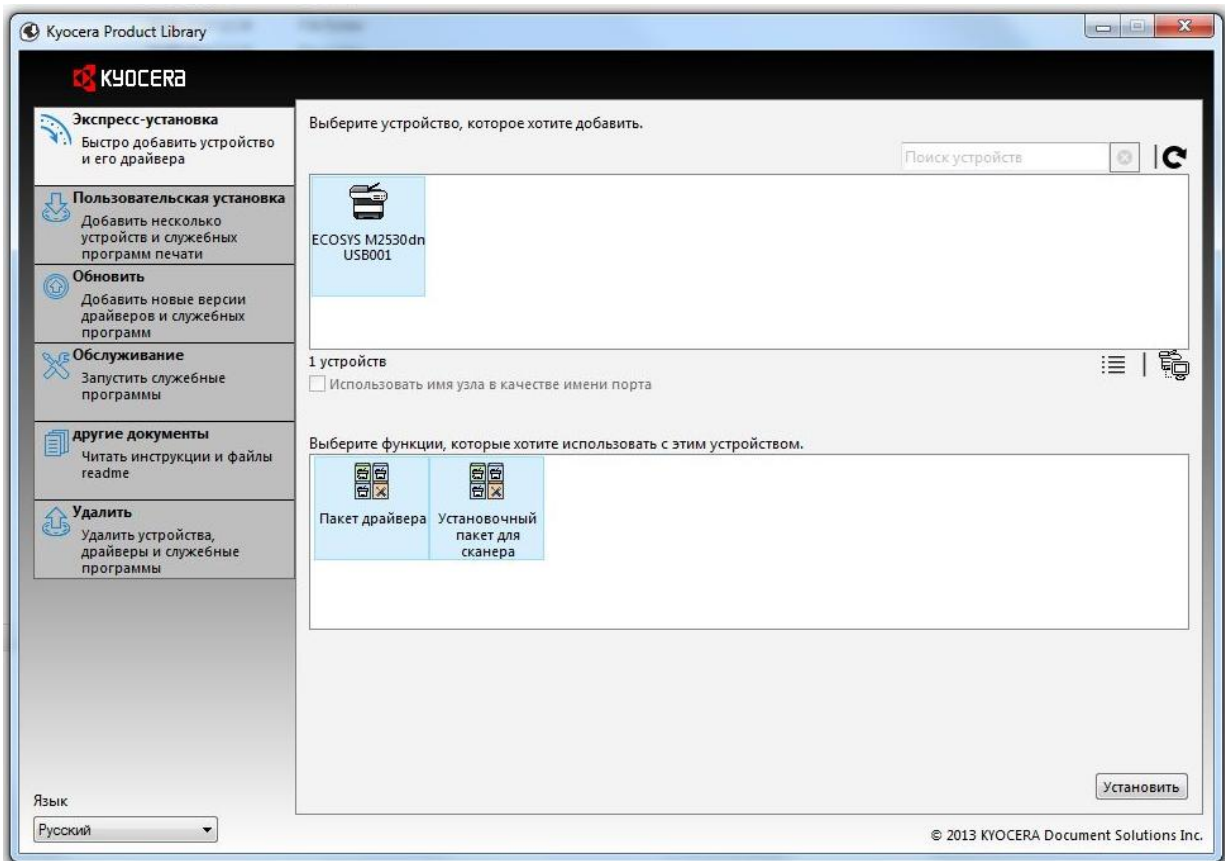 Kyocera Product Library
KYOCERA
Экспресс-установка
Быстро добавить устройство
и его драйвера
Пользовательская установка
Добавить несколько
устройств и служебных
программ печати
Обновить
Добавить новые версии
драйверов и служебных
программ
Обслуживание
Запустить служебные
программы
другие документы
Читать инструкции и файлы
readme
Удалить
Удалить устройства,
драйверы и служебные
программы
Язык
Русский
Выберите устройство, которое хотите добавить.
Поиск устройств
ECOSYS M2530dn
USB001
1 устройств
Использовать имя узла в качестве имени порта
Выберите функции, которые хотите использовать с этим устройством.
Пакет драйвера
Установочный
пакет для
сканера
Установить
© 2013 KYOCERA Document Solutions Inc.